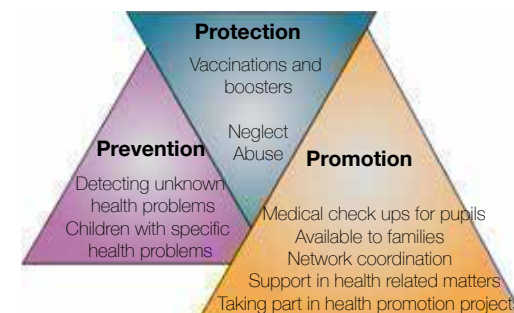 Protection
Vaccinations and
boosters
Neglect
Abuse
Prevention
Detecting unknown
health problems
Children with specific
health problems
Promotion
Medical check ups for pupils
Available to families
Network coordination
Support in health related matters
Taking part in health promotion project